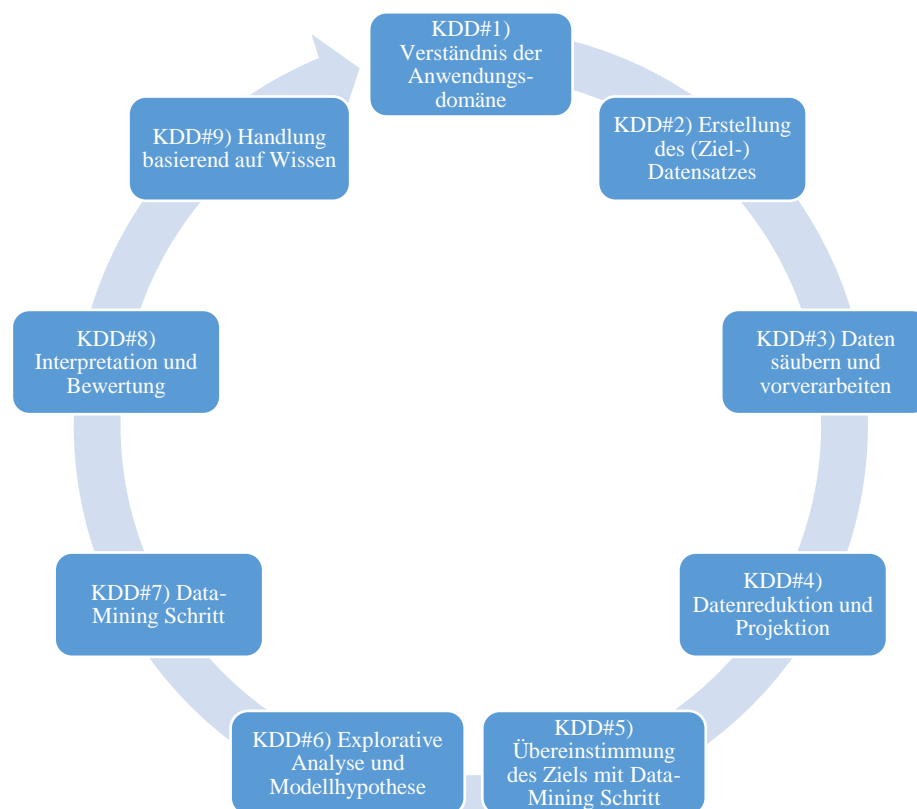 KDD#1)
Verständnis der
Anwendungs-
domäne
KDD#2) Erstellung
des (Ziel-)
Datensatzes
KDD#3) Daten
säubern und
vorverarbeiten
KDD#4)
Datenreduktion und
Projektion
KDD#5)
Übereinstimmung
des Ziels mit Data-
Mining Schritt
KDD#6) Explorative
Analyse und
Modellhypothese
KDD#7) Data-
Mining Schritt
KDD#8)
Interpretation und
Bewertung
KDD#9) Handlung
basierend auf Wissen